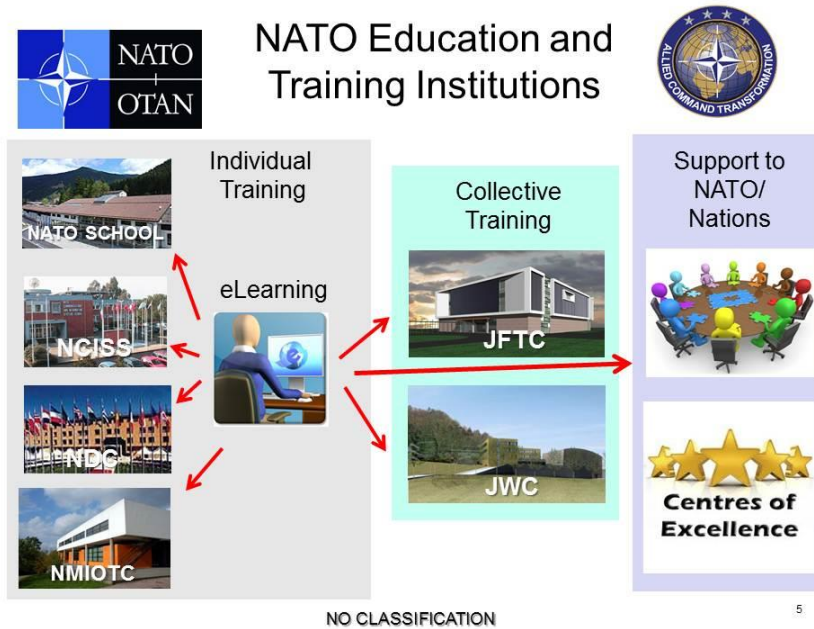 NATO
OTAN
NATO Education and
Training Institutions
ALLIED COMMAND TRANSFORMATION
Individual
Training
NATO SCHOOL
NCISS
NDC
NMIOTC
eLearning
Collective
Training
JFTC
JWC
Support to
NATO/
Nations
Centres of
Excellence
NO CLASSIFICATION
5